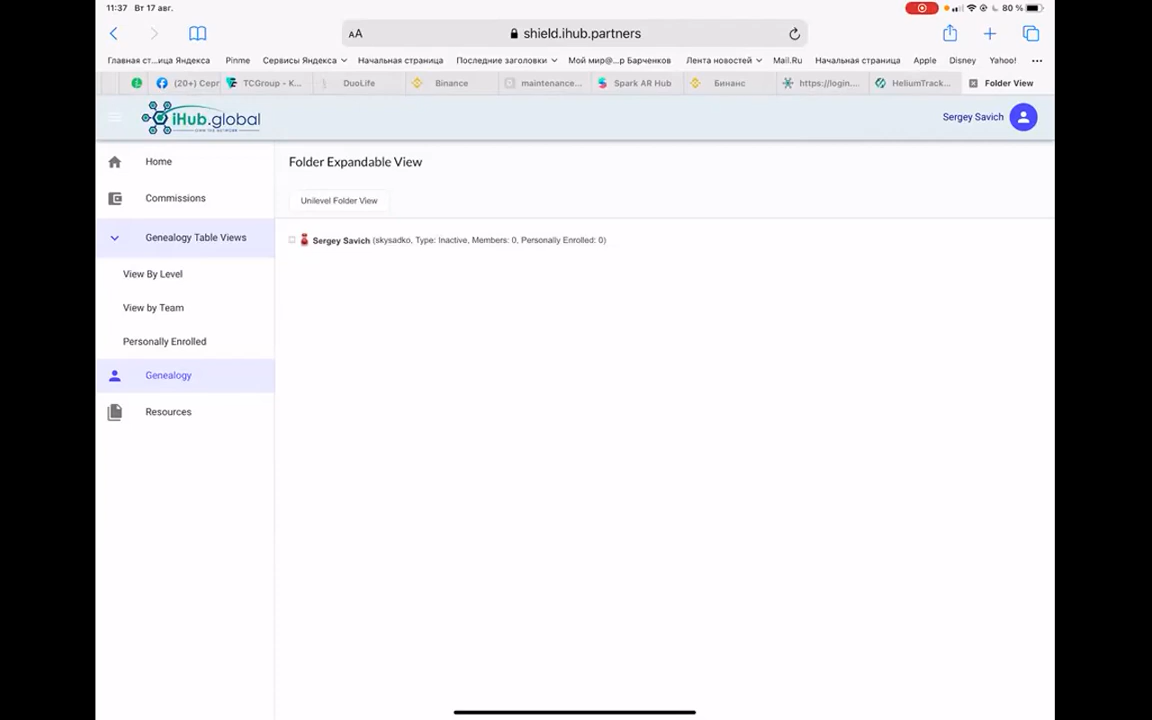 11:37 Вт 17 авг.
80 %
AA
shield.ihub.partners
Главная ст...ица Яндекса Pinme Сервисы Яндекса Начальная страница Последние заголовки Мой мир@...р Барченков Лента новостей Mail.Ru Начальная страница Apple Disney Yahoo!
(20+) Серг TCGroup - К... DuoLife Binance maintenance... Spark AR Hub Бинанс https://login.... HeliumTrack... Folder View
iHub.global
Sergey Savich
Home
Folder Expandable View
Commissions
Unilevel Folder View
Genealogy Table Views
Sergey Savich (skysadko, Type: Inactive, Members: 0, Personally Enrolled: 0)
View By Level
View by Team
Personally Enrolled
Genealogy
Resources